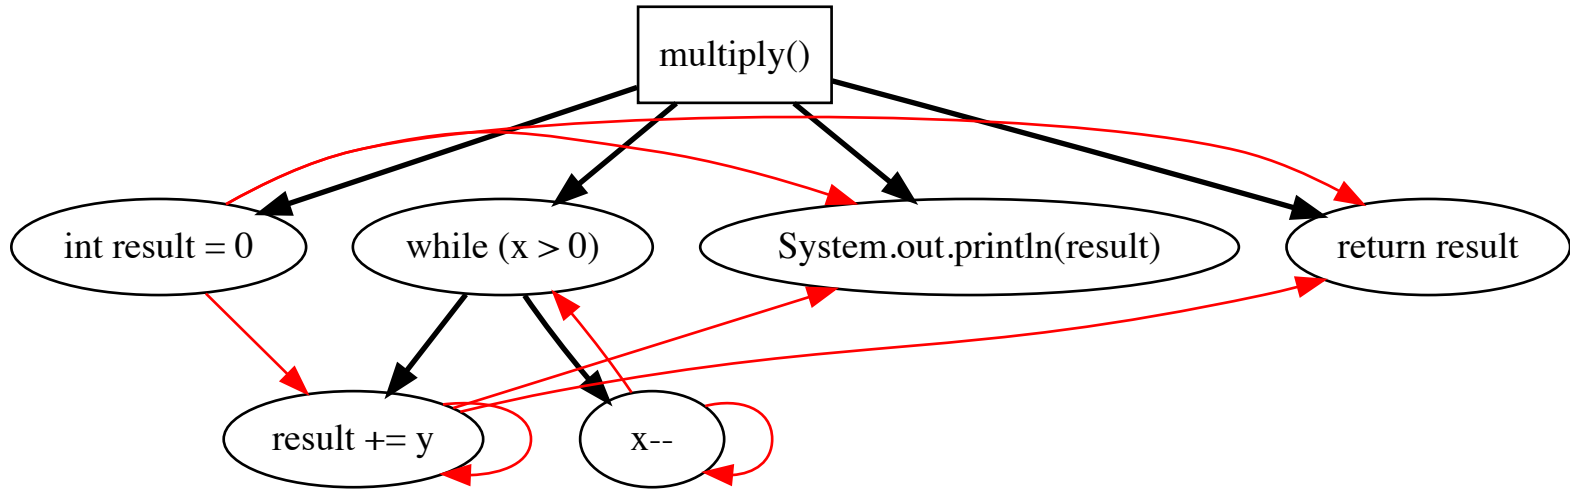 multiply()
int result = 0
while (x > 0)
System.out.println(result)
return result
result += y
x--